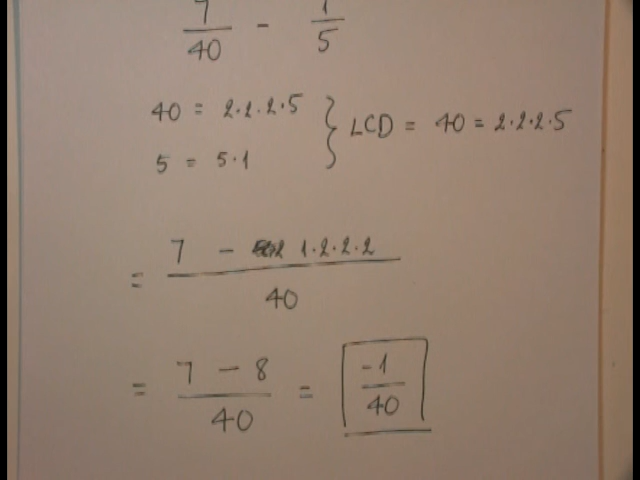 7/40 - 1/5
40 = 2·2·2·5 } LCD = 40 = 2·2·2·5
5 = 5·1
= 7 - 1·2·2·2 / 40
= 7 - 8 / 40 = -1/40